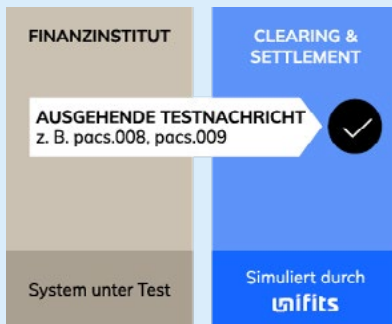 FINANZINSTITUT
CLEARING &
SETTLEMENT
AUSGEHENDE TESTNACHRICHT
z. B. pacs.008, pacs.009
System unter Test
Simuliert durch
unifits